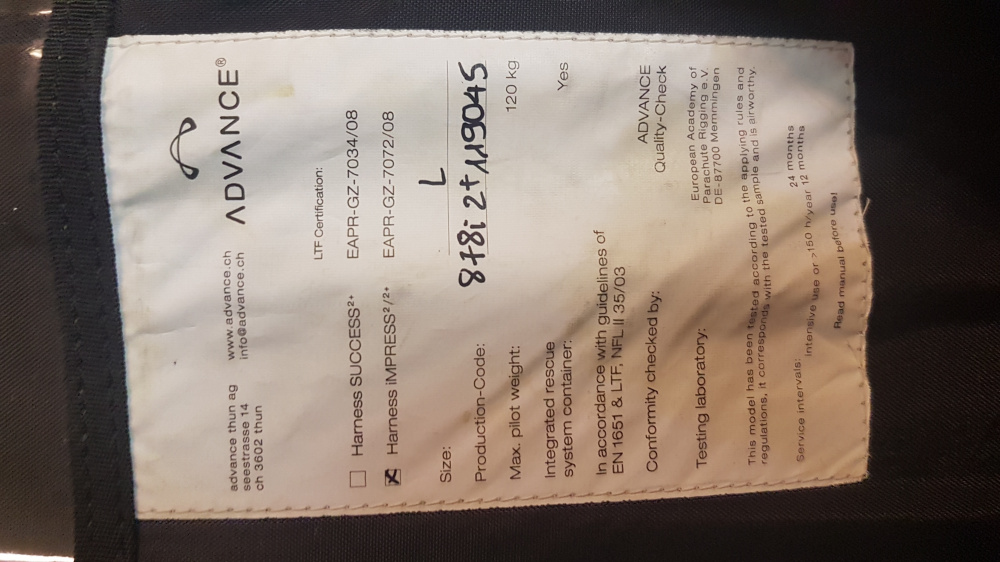 ADVANCE®
advance thun ag www.advance.ch
seestrasse 14 info@advance.ch
ch 3602 thun
LTF Certification:
Harness SUCCESS²⁺ EAPR-GZ-7034/08
Harness iMPRESS²/²⁺ EAPR-GZ-7072/08
Size: L
Production-Code: 878i 2+119045
Max. pilot weight: 120 kg
Integrated rescue
system container: Yes
In accordance with guidelines of
EN 1651 & LTF, NFL II 35/03
Conformity checked by: ADVANCE
Quality-Check
Testing laboratory: European Academy of
Parachute Rigging e.V.
DE-87700 Memmingen
This model has been tested according to the applying rules and
regulations, it corresponds with the tested sample and is airworthy.
Service intervals: 24 months
Intensive use or >150 h/year 12 months
Read manual before use!